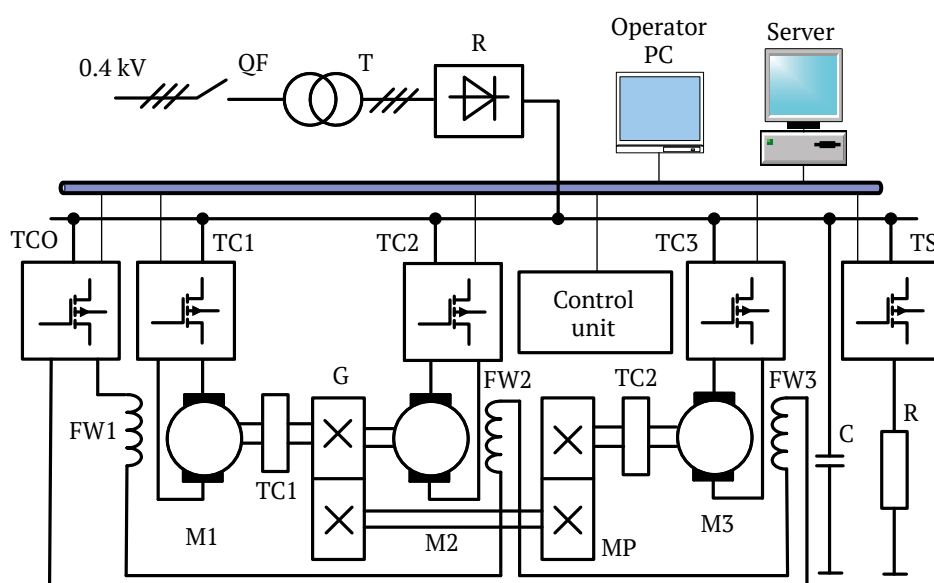 Operator
PC
Server
0.4 kV
QF
T
R
TCO
TC1
TC2
TC3
TS
Control
unit
G
FW2
TC2
FW3
FW1
R
C
TC1
M1
M2
MP
M3